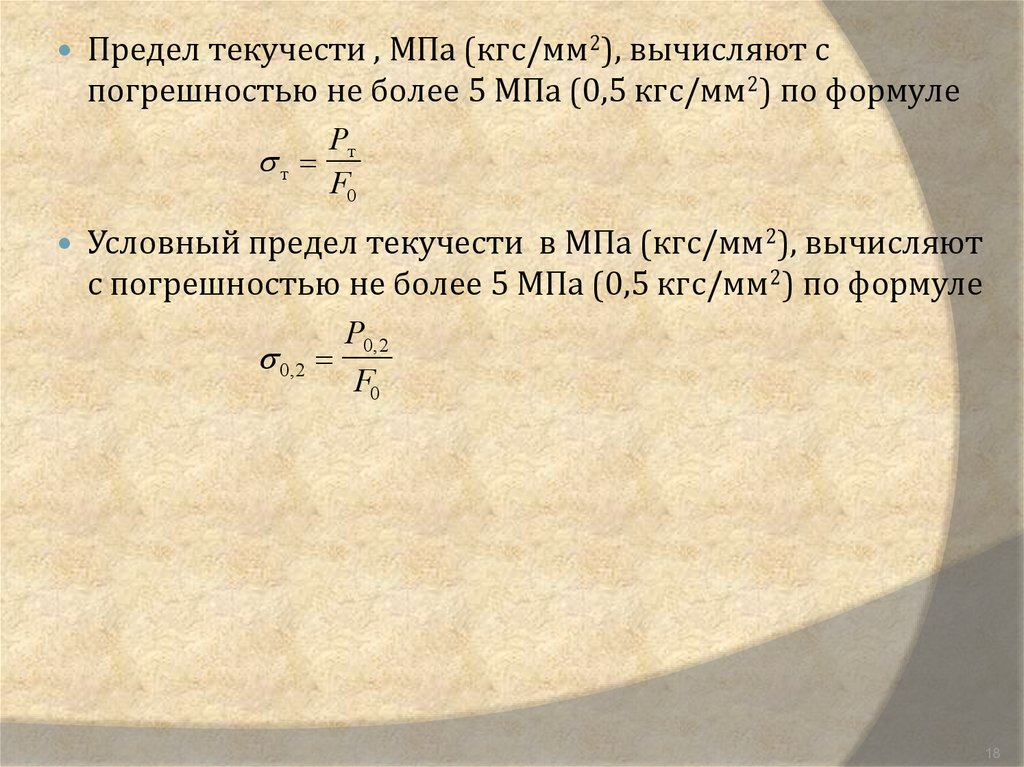 Предел текучести , МПа (кгс/мм²), вычисляют с
погрешностью не более 5 МПа (0,5 кгс/мм²) по формуле
σт = Pт / F0
Условный предел текучести в МПа (кгс/мм²), вычисляют
с погрешностью не более 5 МПа (0,5 кгс/мм²) по формуле
σ0,2 = P0,2 / F0
18